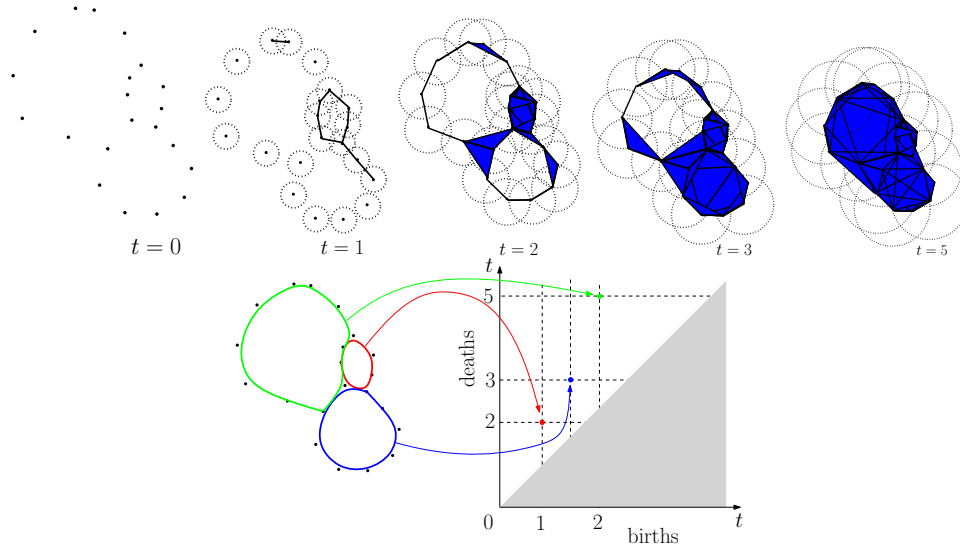 t = 0
t = 1
t = 2
t = 3
t = 5
t
5
deaths
3
2
0
1
2
t
births